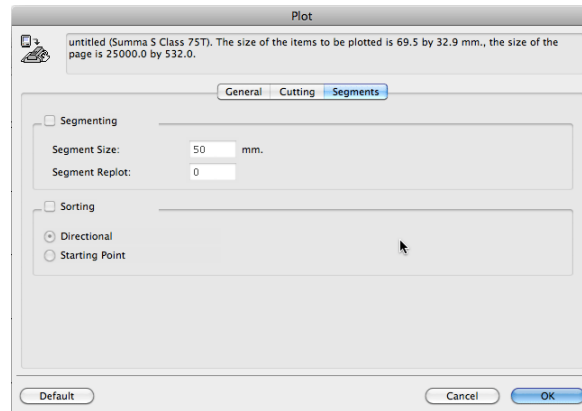 Plot
untitled (Summa S Class 75T). The size of the items to be plotted is 69.5 by 32.9 mm., the size of the
page is 25000.0 by 532.0.
General Cutting Segments
Segmenting
Segment Size: 50 mm.
Segment Replot: 0
Sorting
Directional
Starting Point
Default Cancel OK